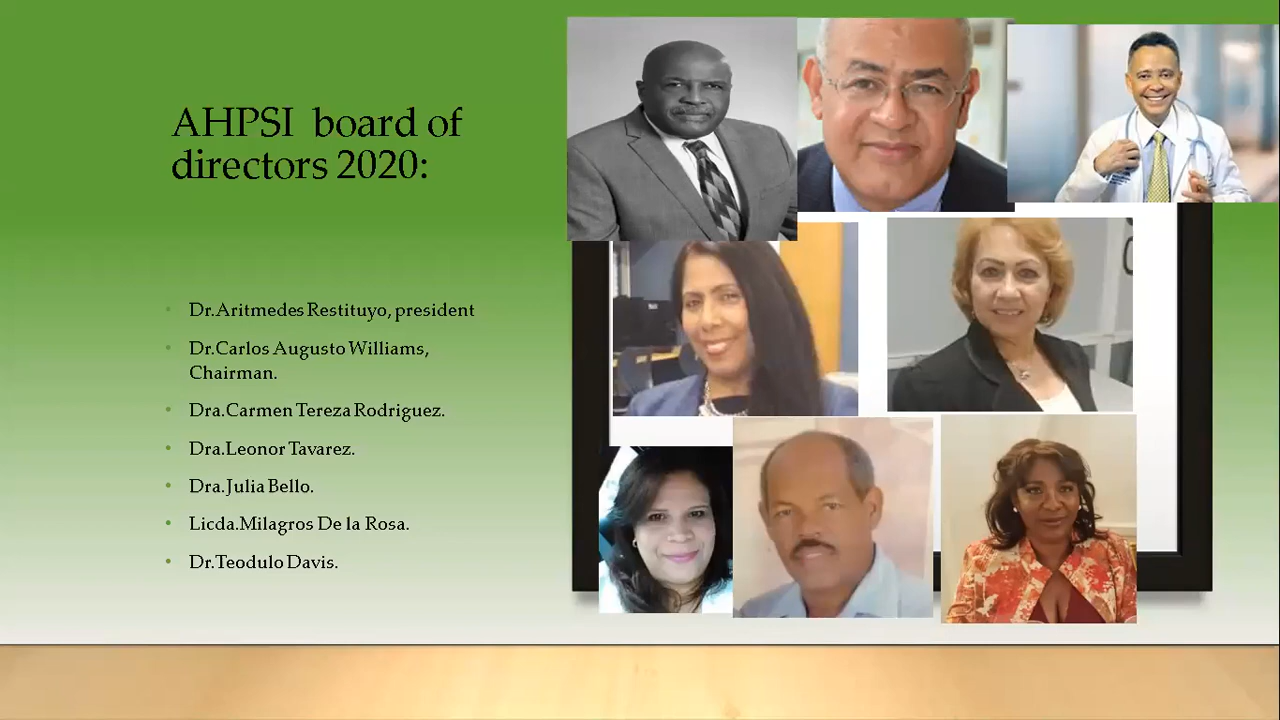 AHPSI board of
directors 2020:
Dr.Aritmedes Restituyo, president
Dr.Carlos Augusto Williams,
Chairman.
Dra.Carmen Tereza Rodriguez.
Dra.Leonor Tavarez.
Dra.Julia Bello.
Licda.Milagros De la Rosa.
Dr.Teodulo Davis.